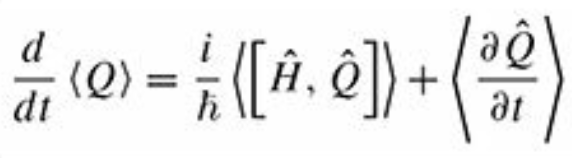 d/dt ⟨Q⟩ = i/ħ ⟨[Ĥ, Q̂]⟩ + ⟨∂Q̂/∂t⟩